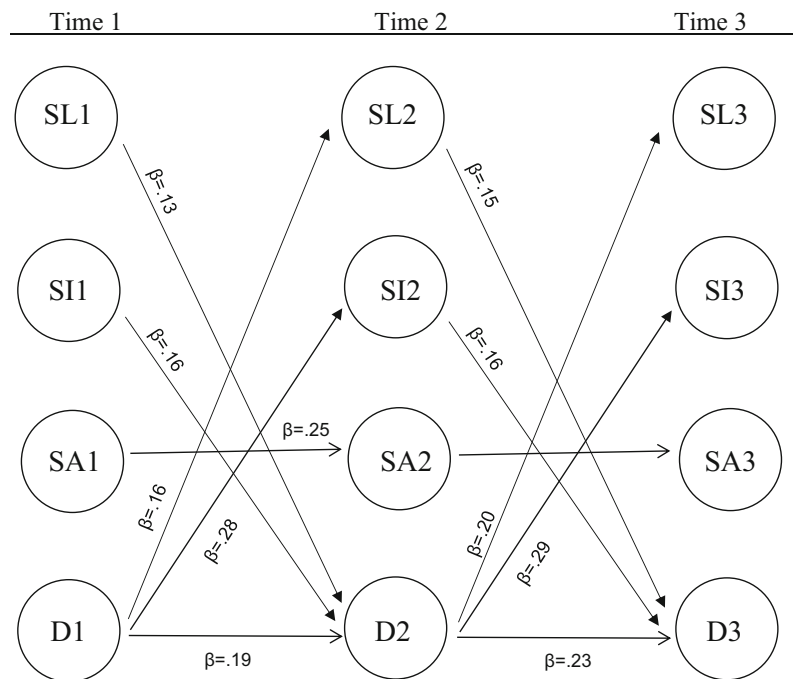 Time 1 Time 2 Time 3
SL1 SL2 SL3
β=.13 β=.15
SI1 SI2 SI3
β=.16 β=.16
β=.25
SA1 SA2 SA3
β=.16 β=.28 β=.20 β=.29
D1 D2 D3
β=.19 β=.23